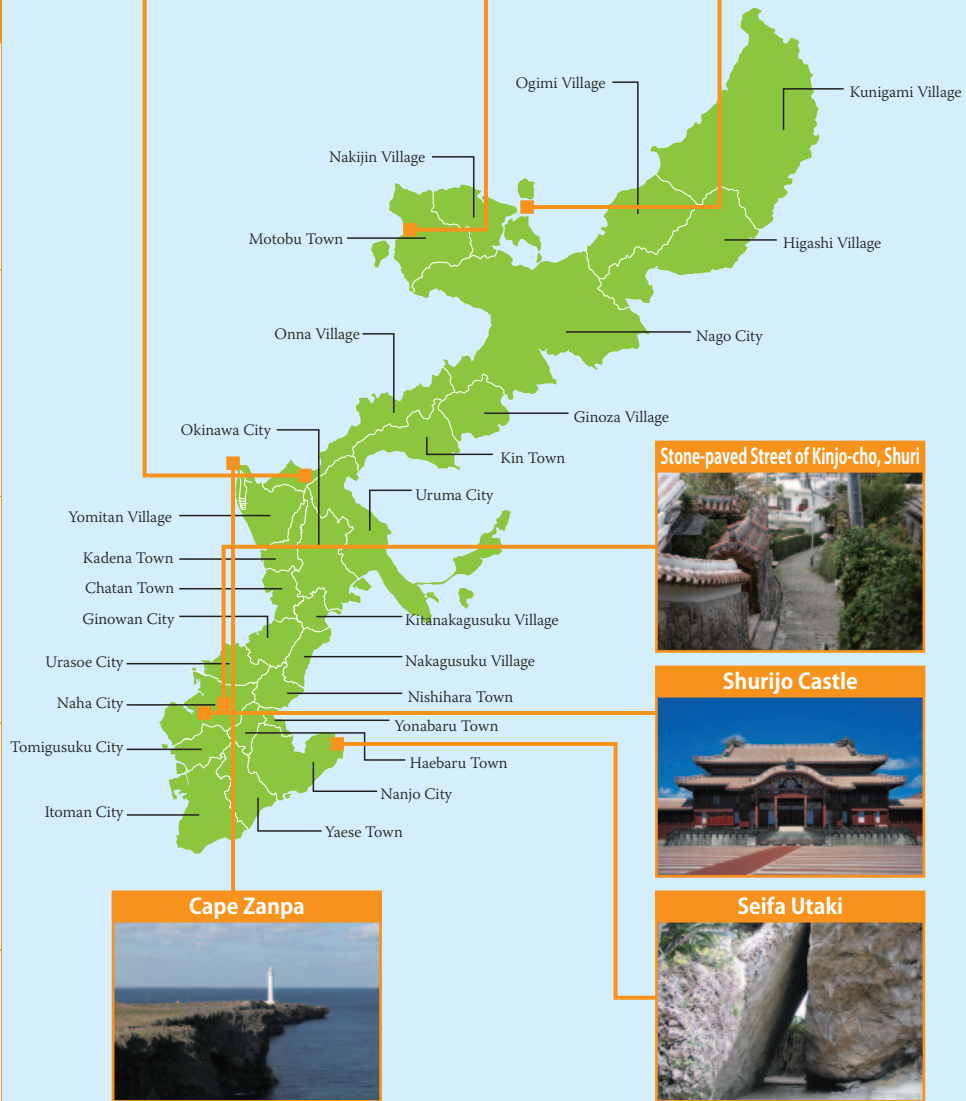 Ogimi Village
Kunigami Village
Nakijin Village
Motobu Town
Higashi Village
Onna Village
Nago City
Ginoza Village
Okinawa City
Kin Town
Stone-paved Street of Kinjo-cho, Shuri
Uruma City
Yomitan Village
Kadena Town
Chatan Town
Ginowan City
Kitanakagusuku Village
Urasoe City
Nakagusuku Village
Shurijo Castle
Nishihara Town
Naha City
Yonabaru Town
Tomigusuku City
Haebaru Town
Nanjo City
Itoman City
Yaese Town
Cape Zanpa
Seifa Utaki